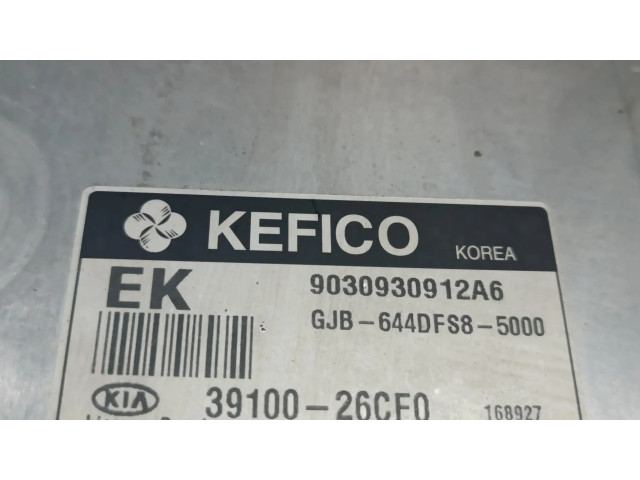 KEFICO KOREA
EK 9030930912A6
GJB-644DFS8-5000
KIA 39100-26CF0 168927